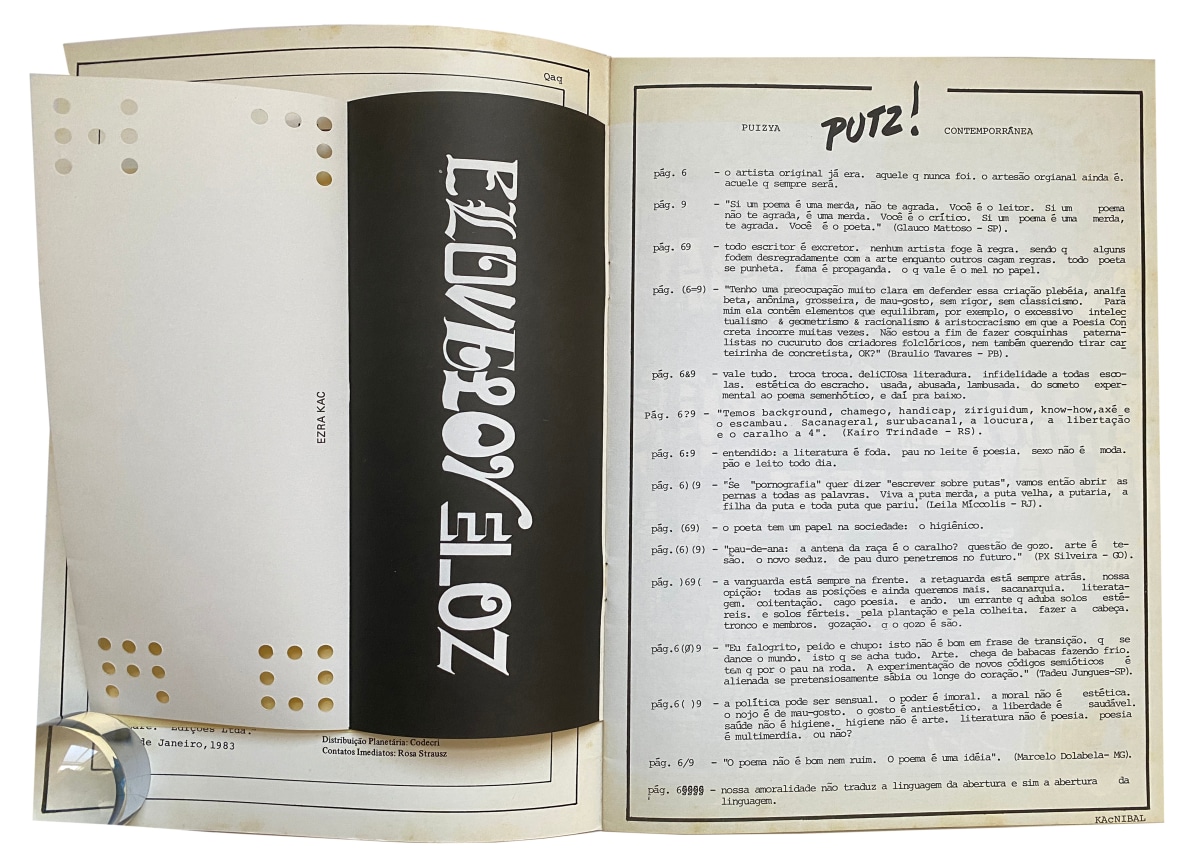 Qaq
EZRA KAC
Edições Ltda."
de Janeiro,1983
Distribuição Planetária: Codecri
Contatos Imediatos: Rosa Strausz
PUIZYA PUTZ! CONTEMPORRÂNEA
pág. 6 - o artista original já era. aquele q nunca foi. o artesão orgianal ainda é.
acuele q sempre será.
pág. 9 - "Si um poema é uma merda, não te agrada. Você é o leitor. Si um poema
não te agrada, é uma merda. Você é o crítico. Si um poema é uma merda,
te agrada. Você é o poeta." (Glauco Mattoso - SP).
pág. 69 - todo escritor é excretor. nenhum artista foge à regra. sendo q alguns
fodem desregradamente com a arte enquanto outros cagam regras. todo poeta
se punheta. fama é propaganda. o q vale é o mel no papel.
pág. (6=9) - "Tenho uma preocupação muito clara em defender essa criação plebéia, analfa
beta, anônima, grosseira, de mau-gosto, sem rigor, sem classicismo. Para
mim ela contêm elementos que equilibram, por exemplo, o excessivo intelec
tualismo & geometrismo & racionalismo & aristocracismo em que a Poesia Con
creta incorre muitas vezes. Não estou a fim de fazer cosquinhas paterna-
listas no cucuruto dos criadores folclóricos, nem também querendo tirar car
teirinha de concretista, OK?" (Braulio Tavares - PB).
pág. 6&9 - vale tudo. troca troca. deliCIOsa literadura. infidelidade a todas esco-
las. estética do escracho. usada, abusada, lambusada. do someto exper-
mental ao poema semenhótico, e daí pra baixo.
Pág. 6?9 - "Temos background, chamego, handicap, ziriguidum, know-how,axé e
o escambau. Sacanageral, surubacanal, a loucura, a libertação
e o caralho a 4". (Kairo Trindade - RS).
pág. 6:9 - entendido: a literatura é foda. pau no leite é poesia. sexo não é moda.
pão e leito todo dia.
pág. 6)(9 - "Se "pornografia" quer dizer "escrever sobre putas", vamos então abrir as
pernas a todas as palavras. Viva a puta merda, a puta velha, a putaria, a
filha da puta e toda puta que pariu. (Leila Míccolis - RJ).
pág. (69) - o poeta tem um papel na sociedade: o higiênico.
pág.(6)(9) - "pau-de-ana: a antena da raça é o caralho? questão de gozo. arte é te-
são. o novo seduz. de pau duro penetremos no futuro." (PX Silveira - GO).
pág. )69( - a vanguarda está sempre na frente. a retaguarda está sempre atrás. nossa
opição: todas as posições e ainda queremos mais. sacanarquia. literata-
gem. coitentação. cago poesia. e ando. um errante q aduba solos esté-
reis. e solos férteis. pela plantação e pela colheita. fazer a cabeça.
tronco e membros. gozação. q o gozo é são.
pág.6(Ø)9 - "Eu falogrito, peido e chupo: isto não é bom em frase de transição. q se
dance o mundo. isto q se acha tudo. Arte. chega de babacas fazendo frio.
tem q por o pau na roda. A experimentação de novos códigos semióticos é
alienada se pretensiosamente sábia ou longe do coração." (Tadeu Jungues-SP).
pág.6( )9 - a política pode ser sensual. o poder é imoral. a moral não é estética.
o nojo é de mau-gosto. o gosto é antiestético. a liberdade é saudável.
saúde não é higiene. higiene não é arte. literatura não é poesia. poesia
é multimerdia. ou não?
pág. 6/9 - "O poema não é bom nem ruim. O poema é uma idéia". (Marcelo Dolabela- MG).
pág. 69999 - nossa amoralidade não traduz a linguagem da abertura e sim a abertura da
linguagem.
KAcNIBAL